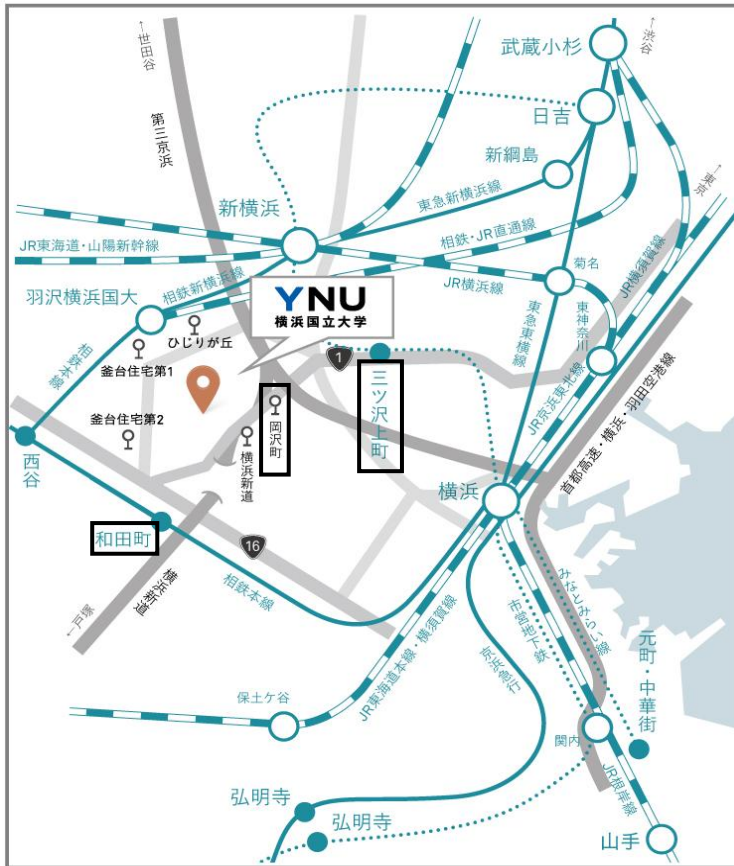 ←渋谷
武蔵小杉
←世田谷
日吉
第三京浜
新綱島
←東京
東急新横浜線
新横浜
相鉄・JR直通線
JR横須賀線
JR東海道・山陽新幹線
相鉄新横浜線
菊名
羽沢横浜国大
JR横浜線
YNU
横浜国立大学
東急東横線
東神奈川
ひじりが丘
相鉄本線
釜台住宅第1
1
三ツ沢上町
JR京浜東北線
首都高速・横浜・羽田空港線
釜台住宅第2
岡沢町
横浜新道
西谷
横浜
和田町
16
横浜新道
相鉄本線
←戸塚
みなとみらい線
市営地下鉄
JR東海道本線・横須賀線
京浜急行
元町・中華街
保土ケ谷
関内
JR根岸線
弘明寺
弘明寺
山手